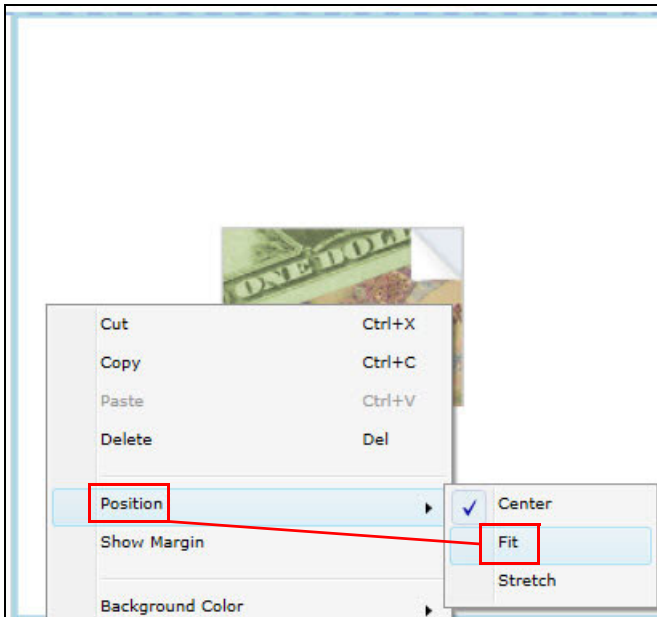 ONE DOLL
Cut Ctrl+X
Copy Ctrl+C
Paste Ctrl+V
Delete Del
Position Center
Fit
Show Margin
Stretch
Background Color